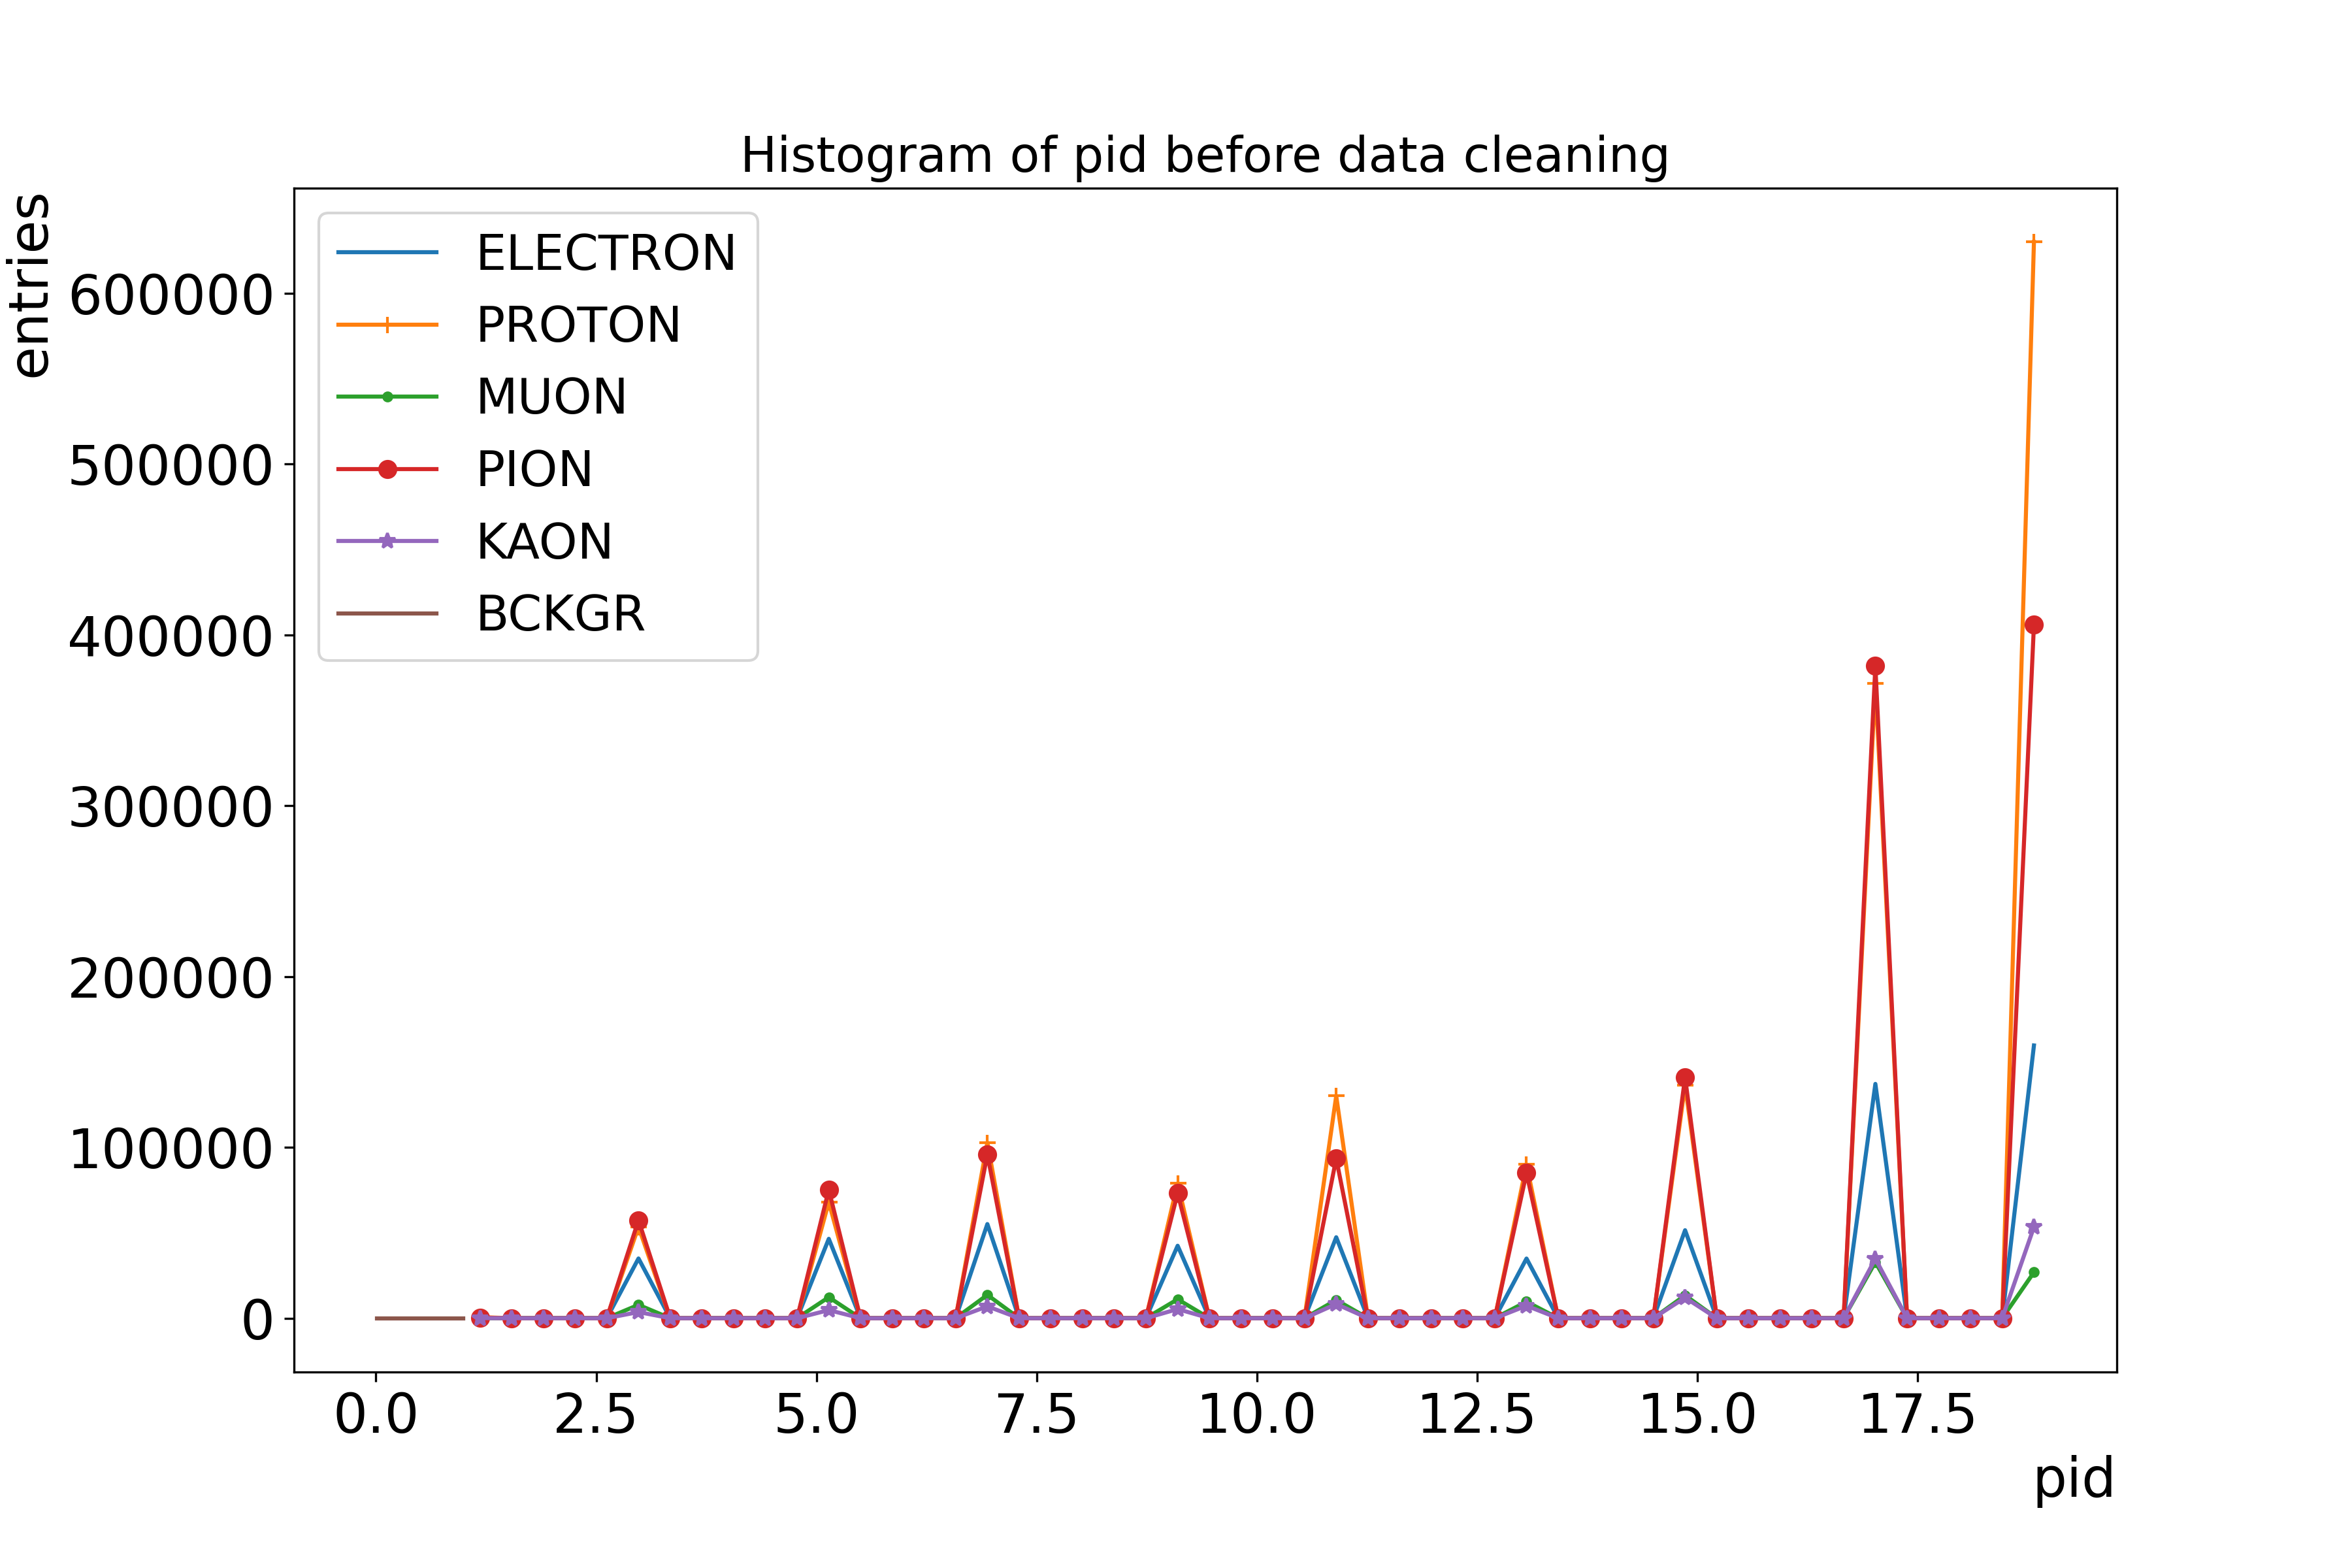 Histogram of pid before data cleaning
entries
ELECTRON
PROTON
MUON
PION
KAON
BCKGR
600000
500000
400000
300000
200000
100000
0
0.0 2.5 5.0 7.5 10.0 12.5 15.0 17.5
pid